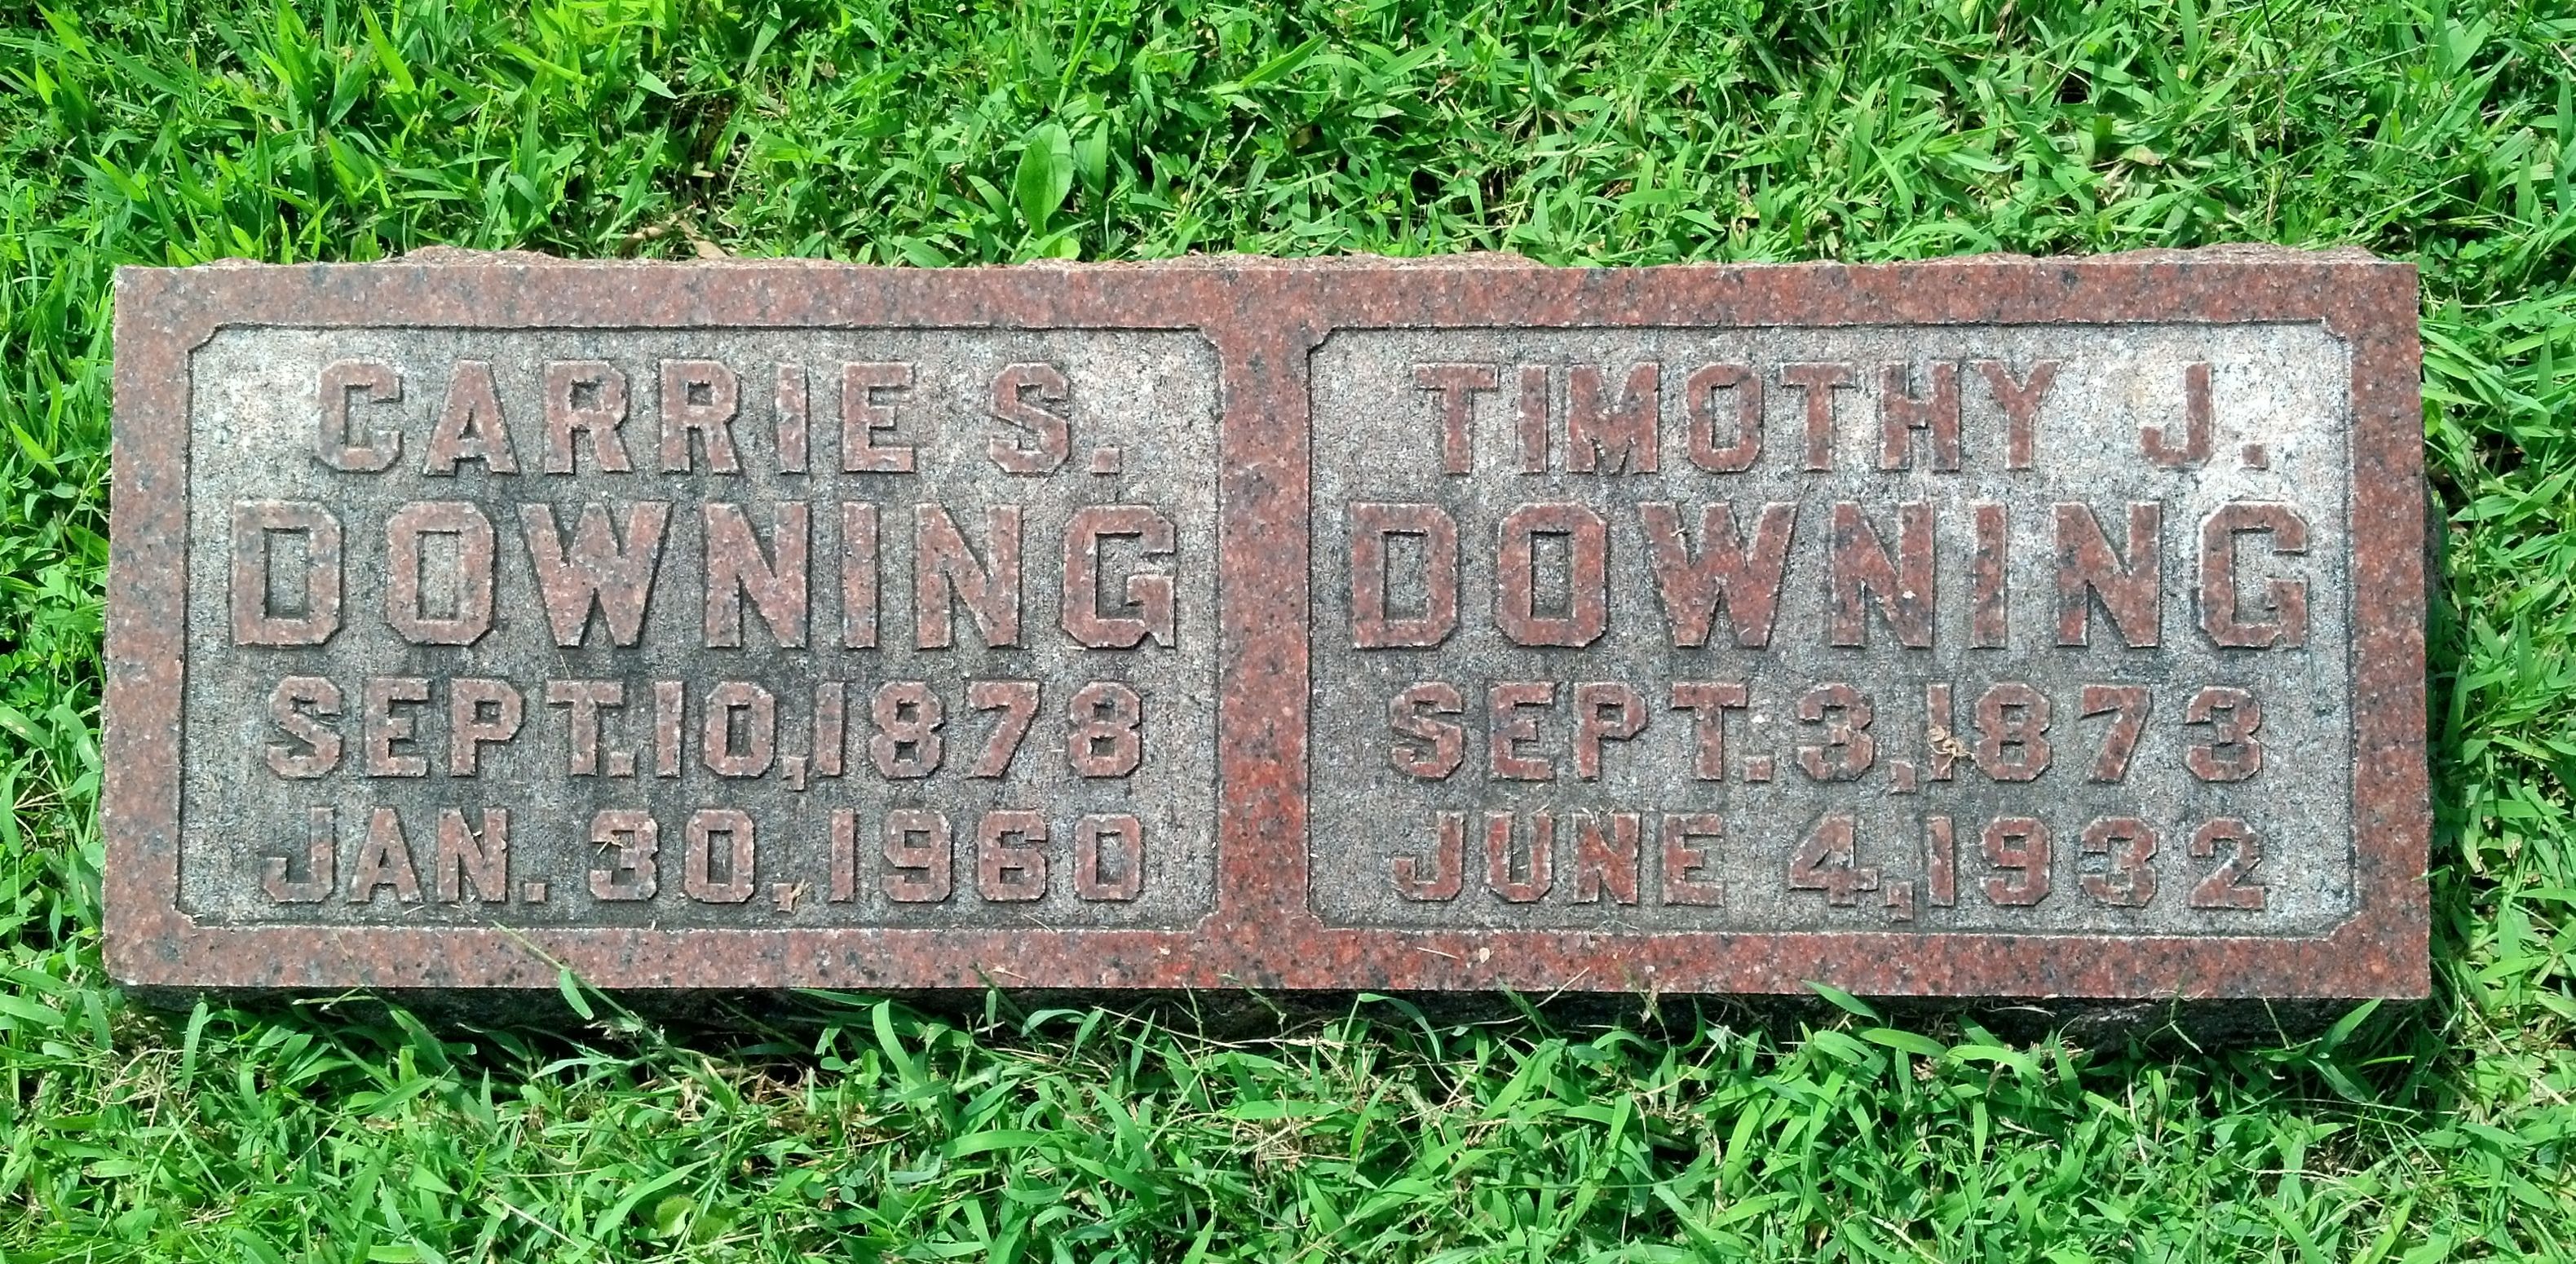 CARRIE S.
DOWNING
SEPT. 10, 1878
JAN. 30, 1960
TIMOTHY J.
DOWNING
SEPT. 3, 1873
JUNE 4, 1932